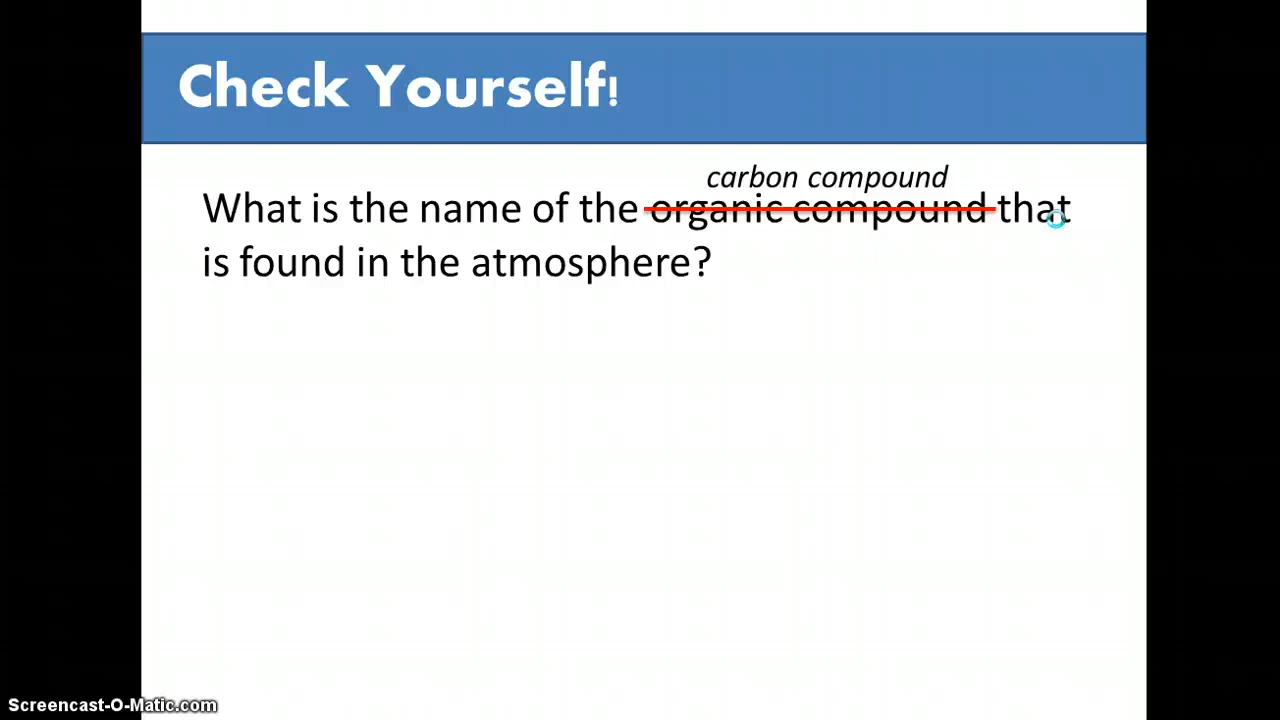 Check Yourself!
carbon compound
What is the name of the organic compound that
is found in the atmosphere?
Screencast-O-Matic.com